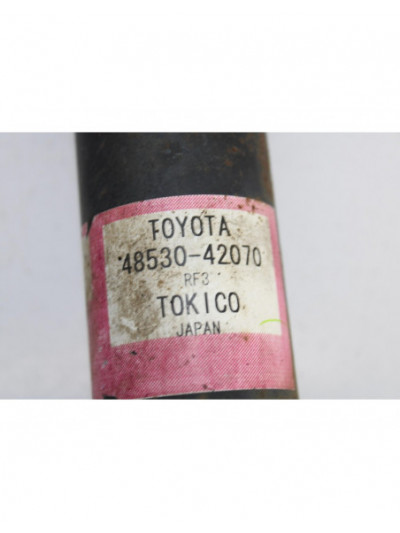 TOYOTA
48530-42070
RF3
TOKICO
JAPAN